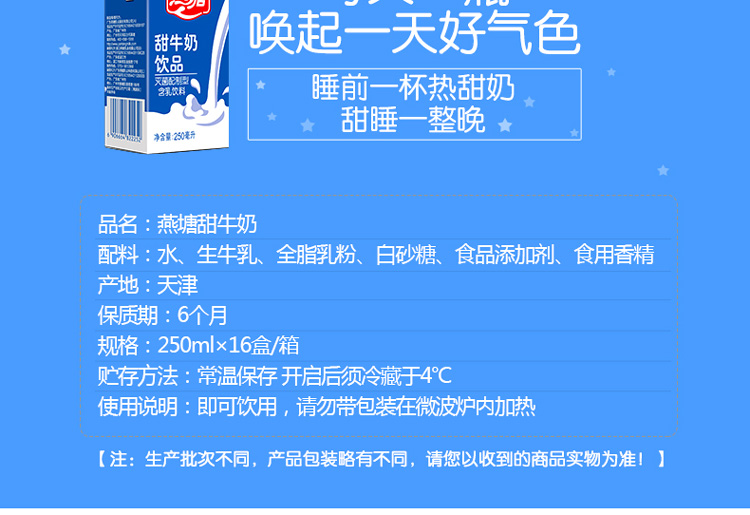 唤起一天好气色
睡前一杯热甜奶
甜睡一整晚
甜牛奶
饮品
灭菌配制型
含乳饮料
净含量:250毫升
品名：燕塘甜牛奶
配料：水、生牛乳、全脂乳粉、白砂糖、食品添加剂、食用香精
产地：天津
保质期：6个月
规格：250ml×16盒/箱
贮存方法：常温保存 开启后须冷藏于4℃
使用说明：即可饮用，请勿带包装在微波炉内加热
【 注：生产批次不同，产品包装略有不同，请您以收到的商品实物为准！ 】